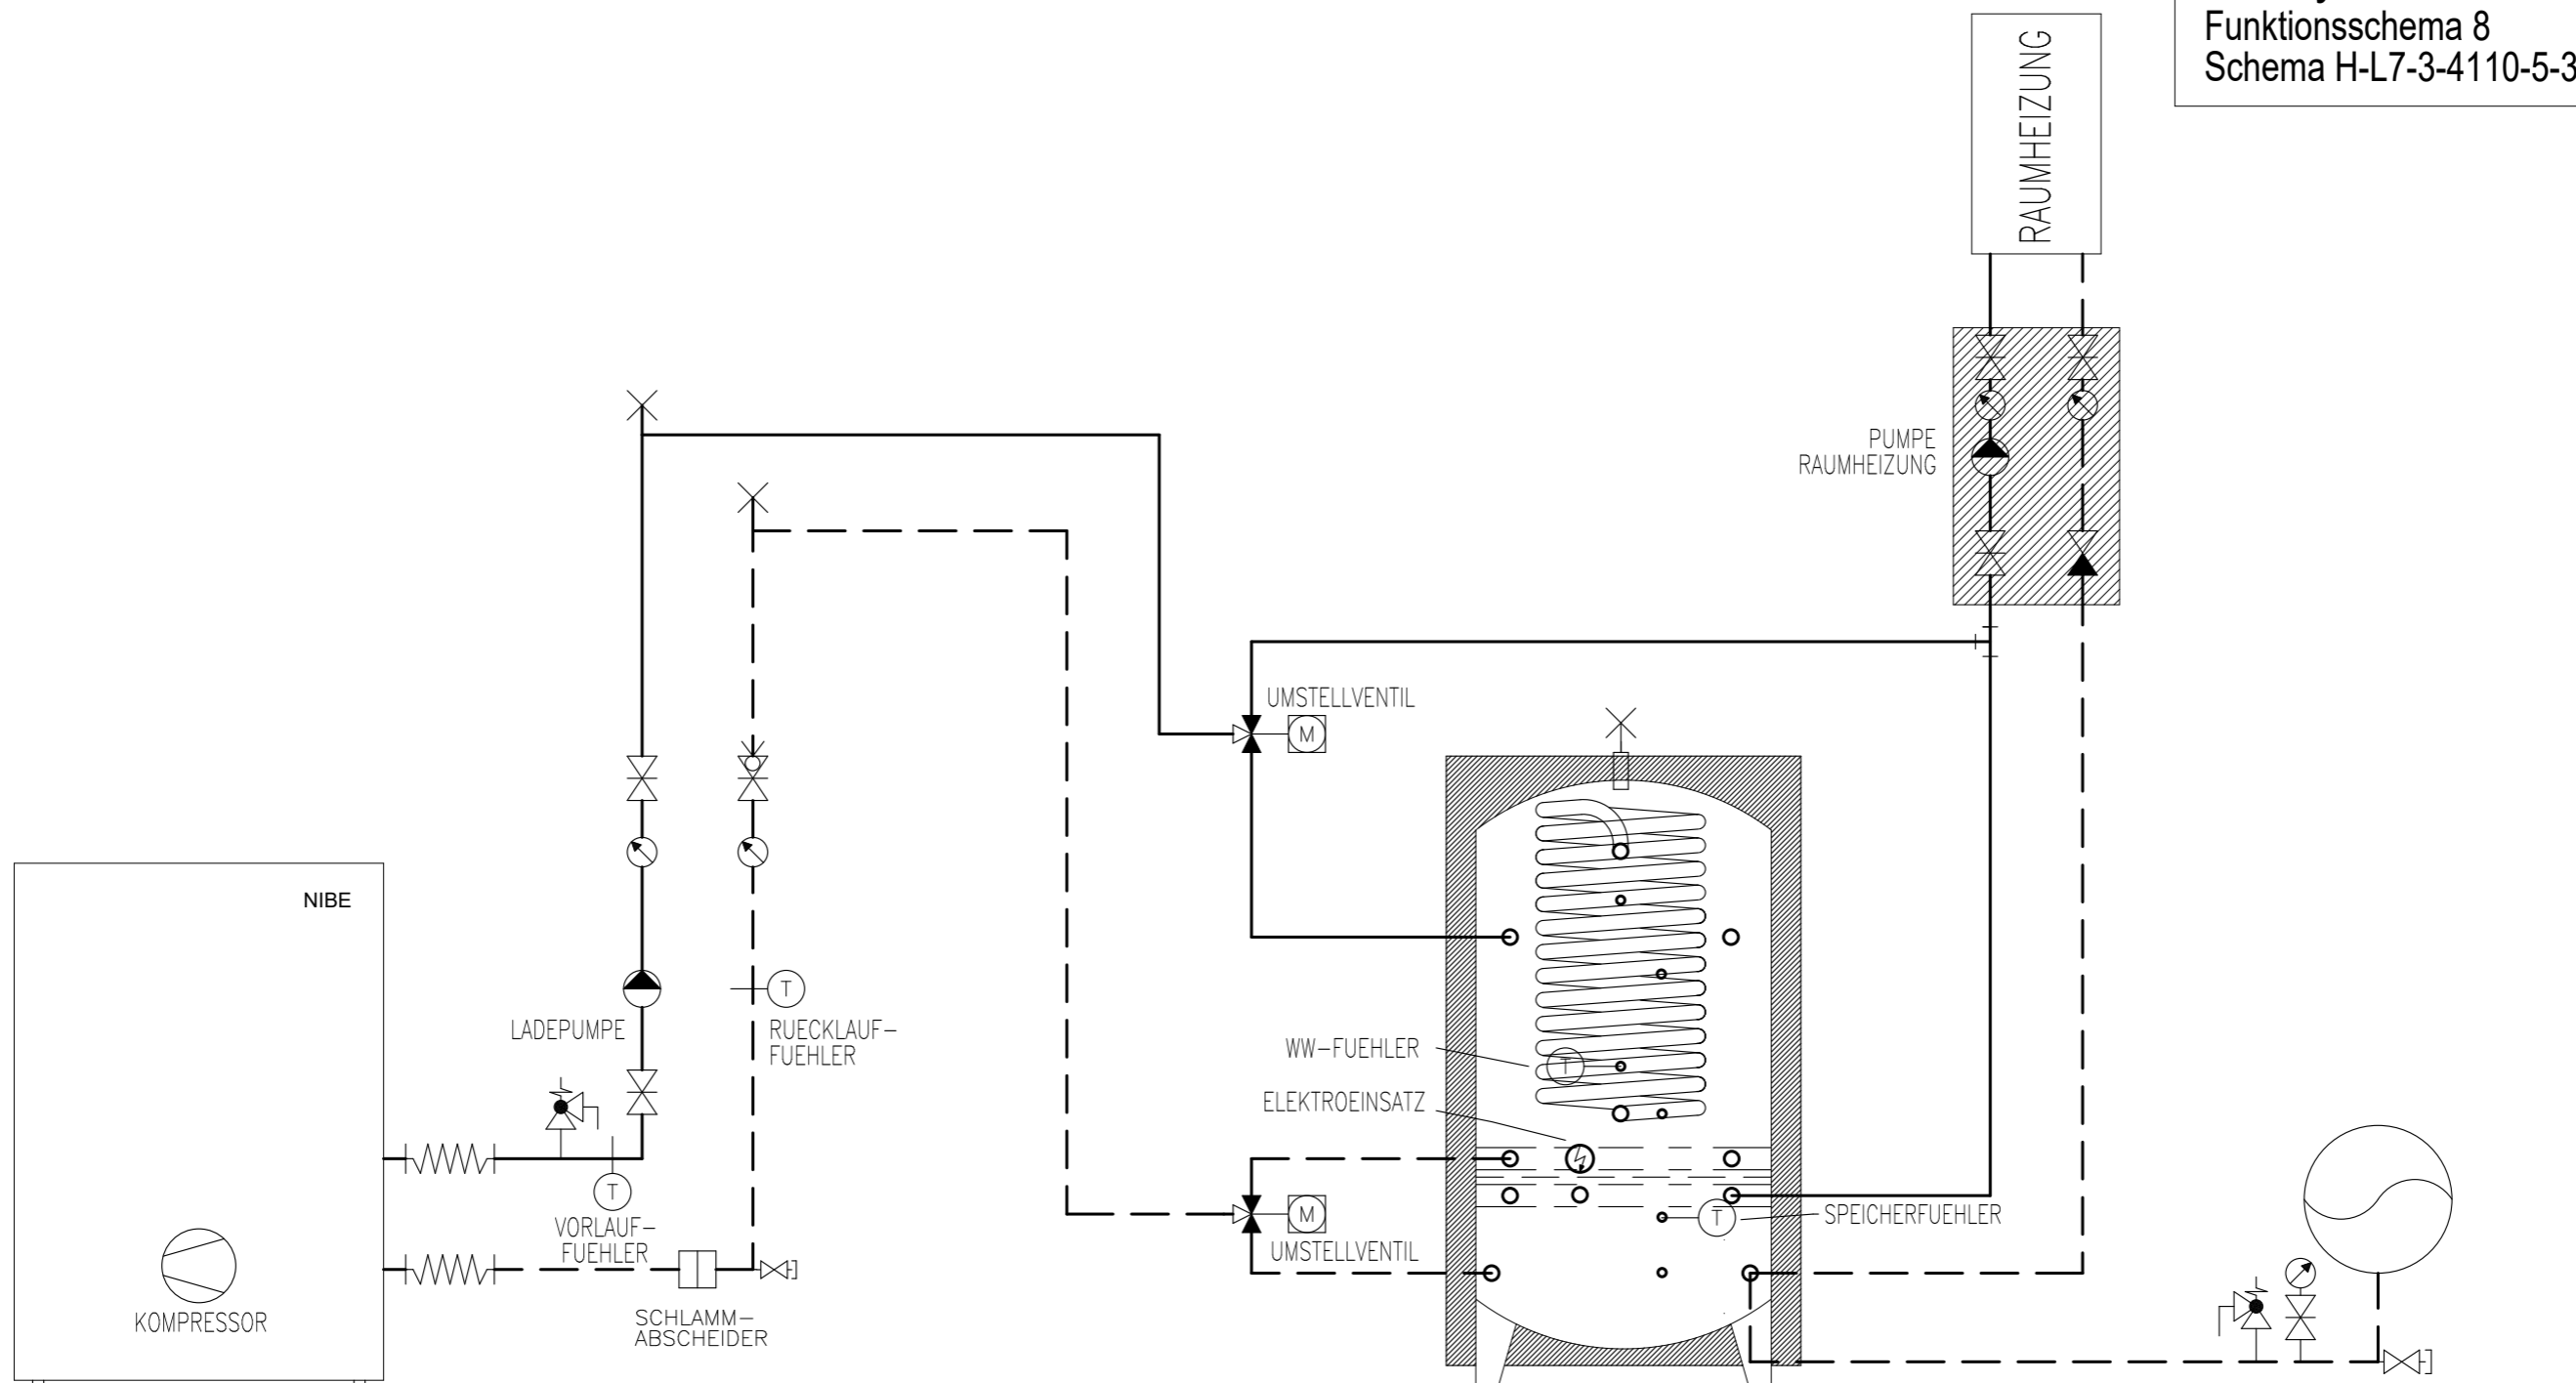 Funktionsschema 8
Schema H-L7-3-4110-5-3
RAUMHEIZUNG
PUMPE
RAUMHEIZUNG
UMSTELLVENTIL
M
NIBE
LADEPUMPE
T
RUECKLAUF-
FUEHLER
WW-FUEHLER
T
ELEKTROEINSATZ
T
VORLAUF-
FUEHLER
M
UMSTELLVENTIL
T
SPEICHERFUEHLER
KOMPRESSOR
SCHLAMM-
ABSCHEIDER